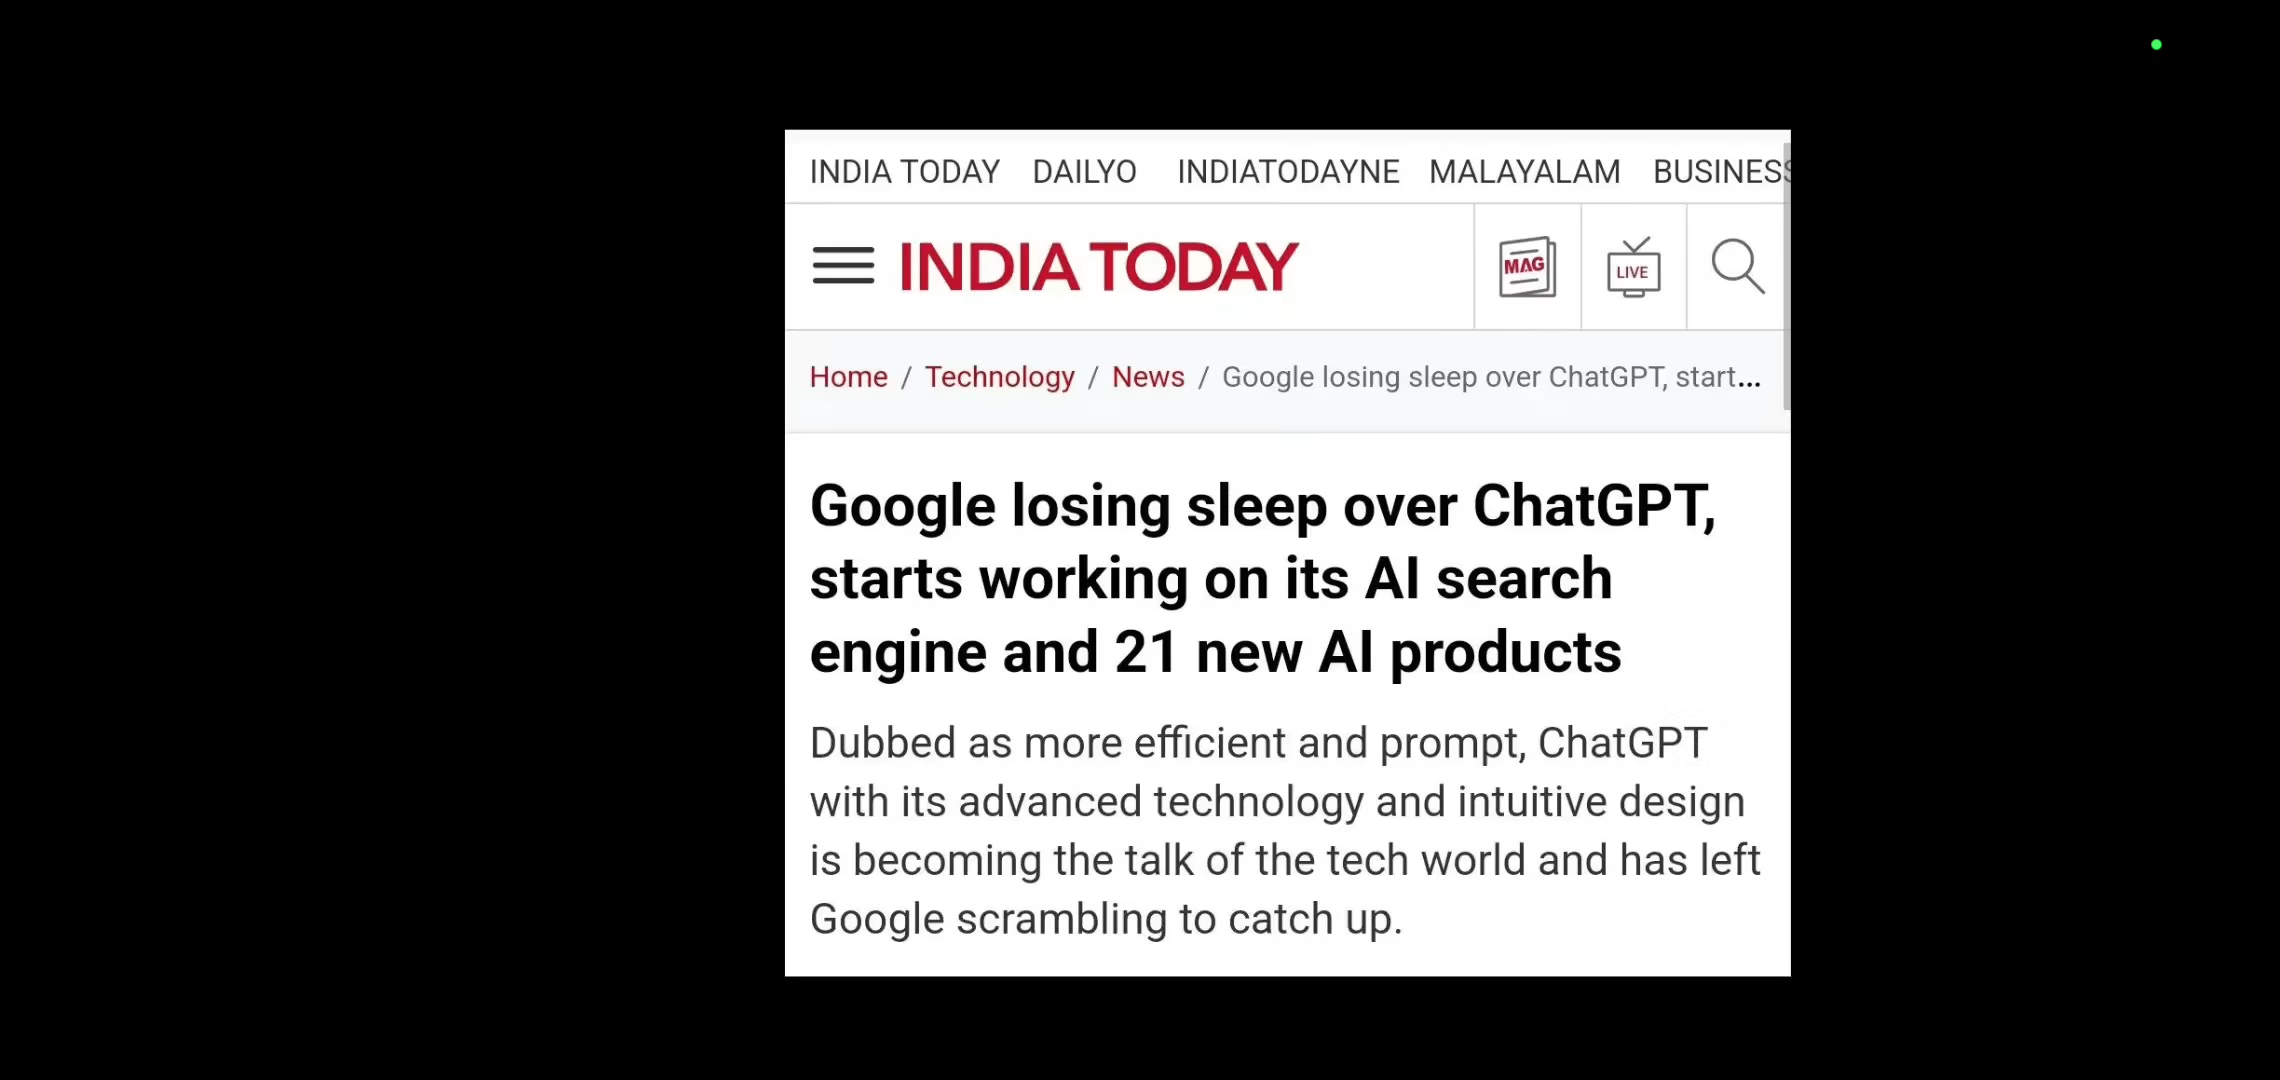 INDIA TODAY DAILYO INDIATODAYNE MALAYALAM BUSINESS
INDIA TODAY MAG LIVE
Home / Technology / News / Google losing sleep over ChatGPT, start...
Google losing sleep over ChatGPT,
starts working on its AI search
engine and 21 new AI products
Dubbed as more efficient and prompt, ChatGPT
with its advanced technology and intuitive design
is becoming the talk of the tech world and has left
Google scrambling to catch up.